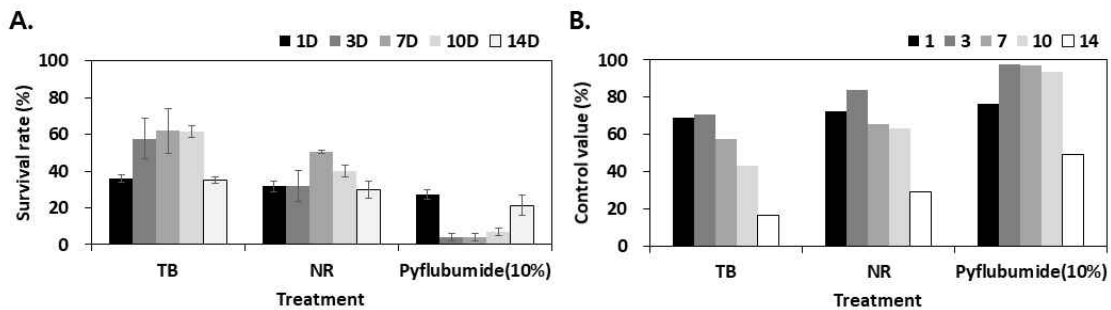 A.
1D 3D 7D 10D 14D
Survival rate (%)
100
80
60
40
20
0
TB NR Pyflubumide(10%)
Treatment
B.
1 3 7 10 14
Control value (%)
100
80
60
40
20
0
TB NR Pyflubumide(10%)
Treatment